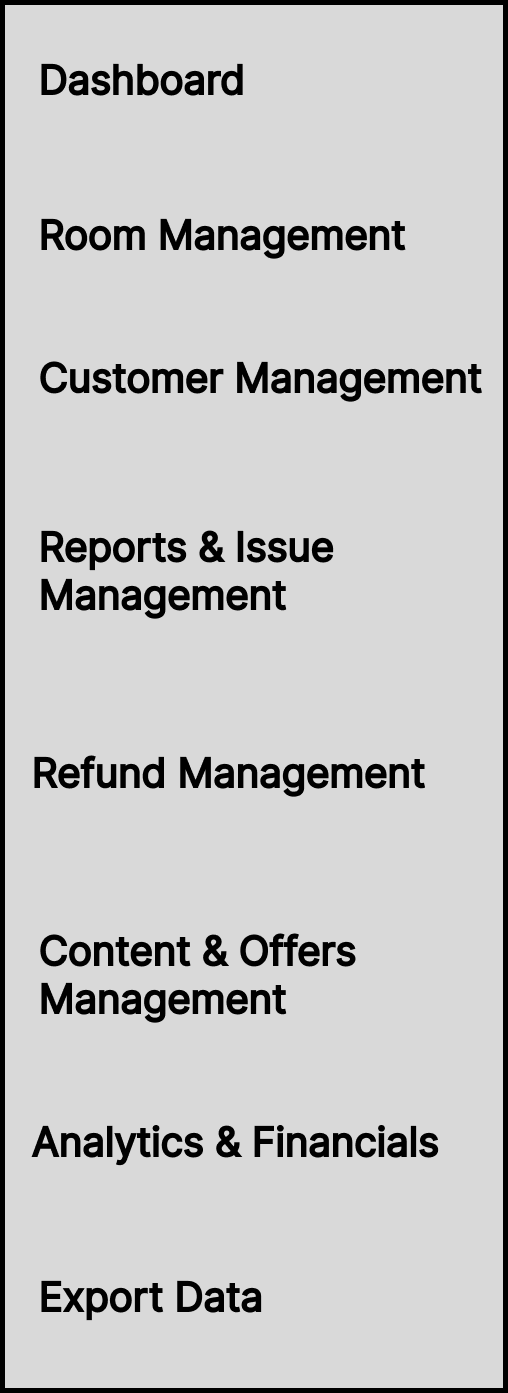 Dashboard
Room Management
Customer Management
Reports & Issue
Management
Refund Management
Content & Offers
Management
Analytics & Financials
Export Data